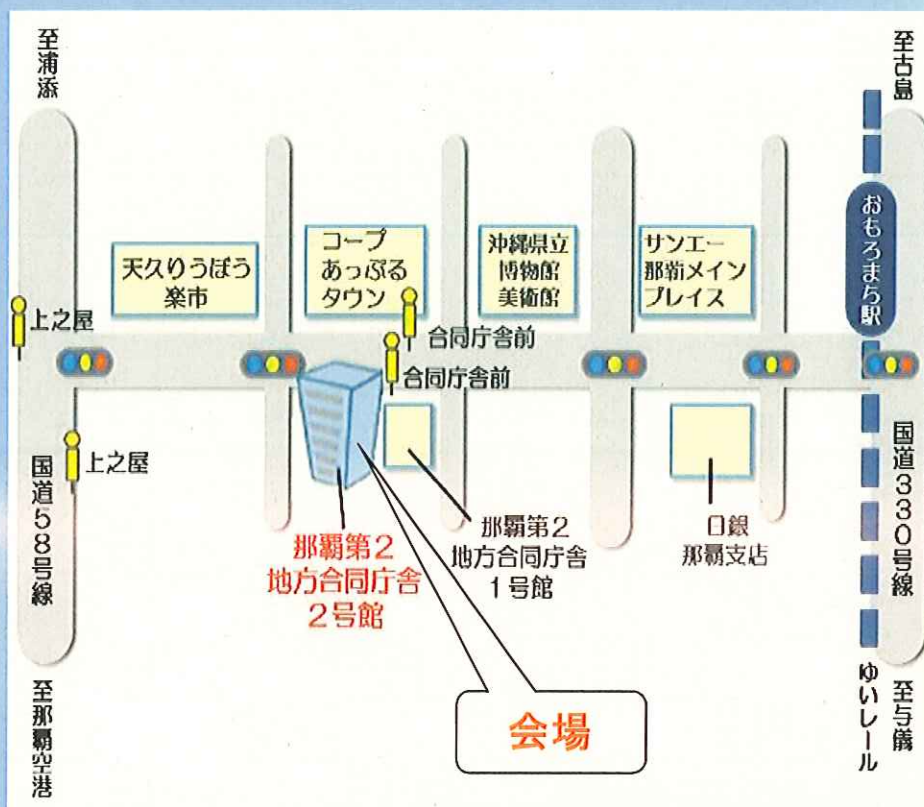 至浦添
至古島
おもろまち駅
天久りうぼう
楽市
コープ
あっぷる
タウン
沖縄県立
博物館
美術館
サンエー
那覇メイン
プレイス
上之屋
合同庁舎前
合同庁舎前
上之屋
国道58号線
国道330号線
那覇第2
地方合同庁舎
2号館
那覇第2
地方合同庁舎
1号館
日銀
那覇支店
会場
至那覇空港
ゆいレール
至与儀